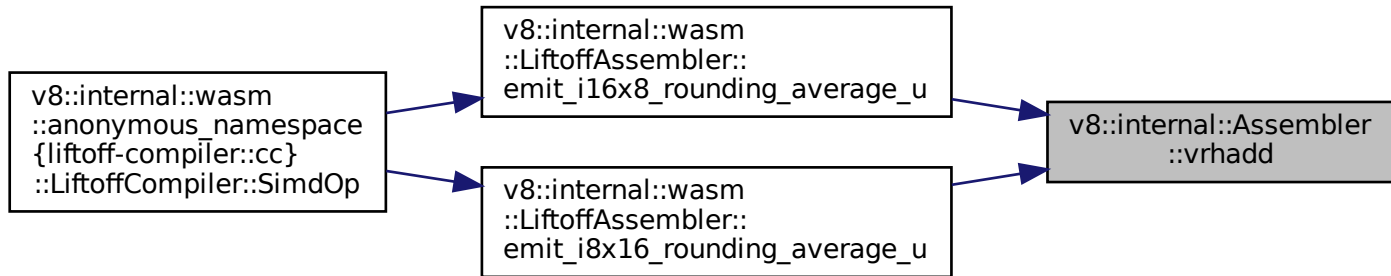 v8::internal::wasm
::anonymous_namespace
{liftoff-compiler::cc}
::LiftoffCompiler::SimdOp
v8::internal::wasm
::LiftoffAssembler::
emit_i16x8_rounding_average_u
v8::internal::wasm
::LiftoffAssembler::
emit_i8x16_rounding_average_u
v8::internal::Assembler
::vrhadd